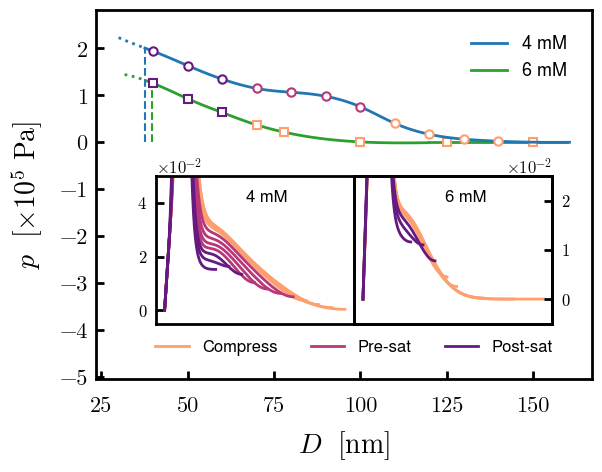 4 mM
6 mM
2
1
0
−1
−2
−3
−4
−5
p [×10⁵ Pa]
×10⁻²
×10⁻²
4 mM
6 mM
4
2
0
2
1
0
Compress
Pre-sat
Post-sat
25
50
75
100
125
150
D [nm]